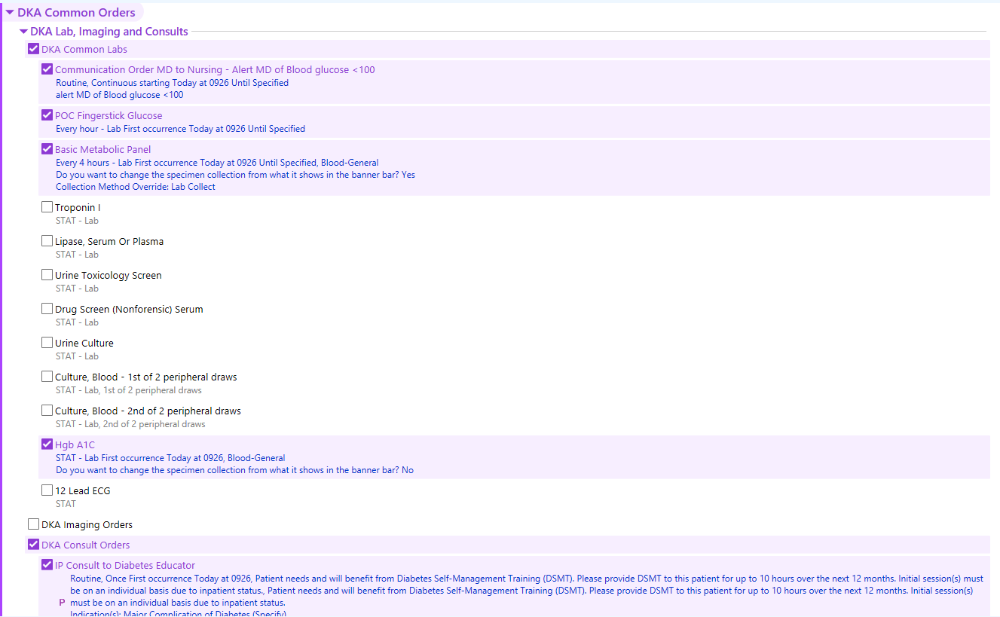 DKA Common Orders
DKA Lab, Imaging and Consults
DKA Common Labs
Communication Order MD to Nursing - Alert MD of Blood glucose <100
Routine, Continuous starting Today at 0926 Until Specified
alert MD of Blood glucose <100
POC Fingerstick Glucose
Every hour - Lab First occurrence Today at 0926 Until Specified
Basic Metabolic Panel
Every 4 hours - Lab First occurrence Today at 0926 Until Specified, Blood-General
Do you want to change the specimen collection from what it shows in the banner bar? Yes
Collection Method Override: Lab Collect
Troponin I
STAT - Lab
Lipase, Serum Or Plasma
STAT - Lab
Urine Toxicology Screen
STAT - Lab
Drug Screen (Nonforensic) Serum
STAT - Lab
Urine Culture
STAT - Lab
Culture, Blood - 1st of 2 peripheral draws
STAT - Lab, 1st of 2 peripheral draws
Culture, Blood - 2nd of 2 peripheral draws
STAT - Lab, 2nd of 2 peripheral draws
Hgb A1C
STAT - Lab First occurrence Today at 0926, Blood-General
Do you want to change the specimen collection from what it shows in the banner bar? No
12 Lead ECG
STAT
DKA Imaging Orders
DKA Consult Orders
IP Consult to Diabetes Educator
Routine, Once First occurrence Today at 0926, Patient needs and will benefit from Diabetes Self-Management Training (DSMT). Please provide DSMT to this patient for up to 10 hours over the next 12 months. Initial session(s) must
be on an individual basis due to inpatient status., Patient needs and will benefit from Diabetes Self-Management Training (DSMT). Please provide DSMT to this patient for up to 10 hours over the next 12 months. Initial session(s)
P must be on an individual basis due to inpatient status.
Indication(s): Major Complication of Diabetes (Specify)